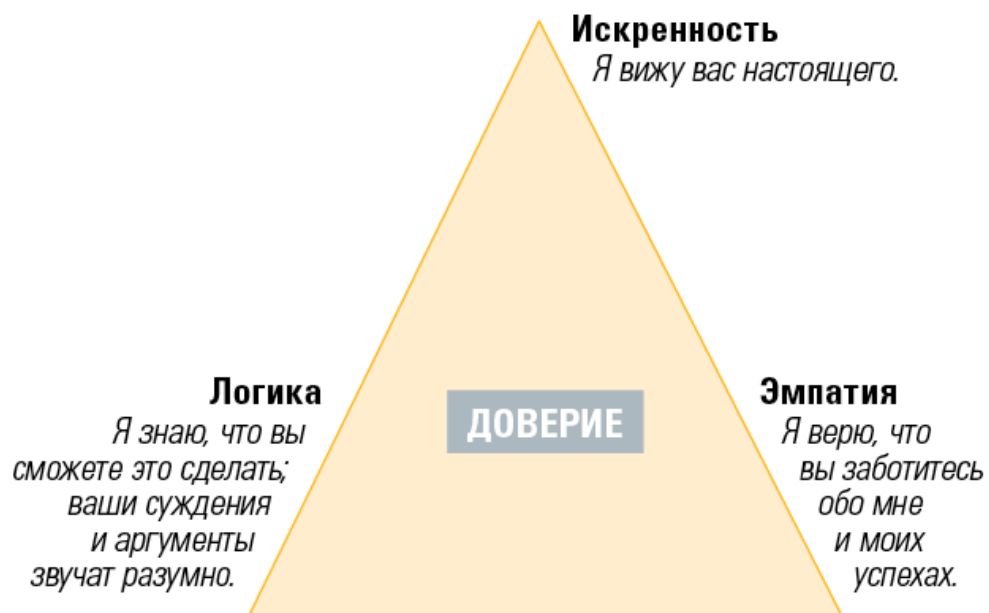 Искренность
Я вижу вас настоящего.
Логика
Я знаю, что вы
сможете это сделать;
ваши суждения
и аргументы
звучат разумно.
ДОВЕРИЕ
Эмпатия
Я верю, что
вы заботитесь
обо мне
и моих
успехах.